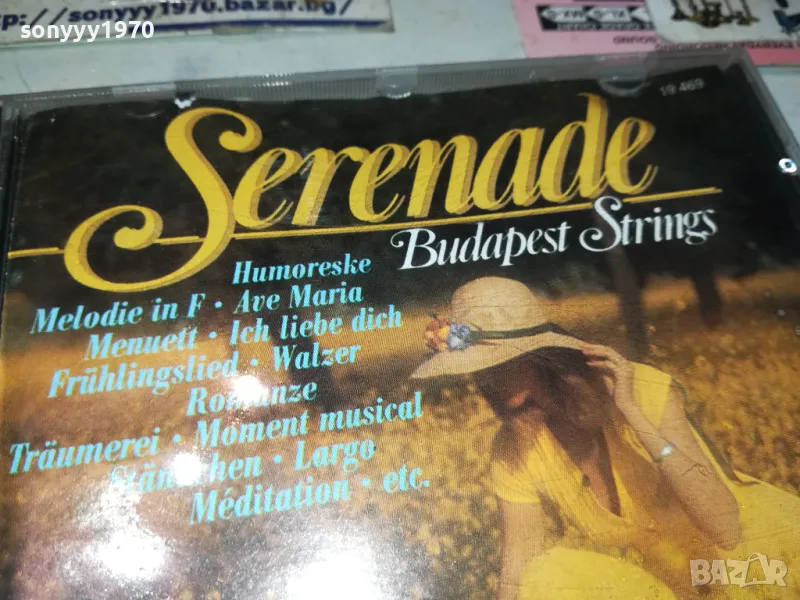 http://sonyyy1970.bazar.bg/
sonyyy1970
19 469
Serenade
Budapest Strings
Humoreske
Melodie in F · Ave Maria
Menuett · Ich liebe dich
Frühlingslied · Walzer
Romanze
Träumerei · Moment musical
Ständchen · Largo
Méditation · etc.
BAZAR